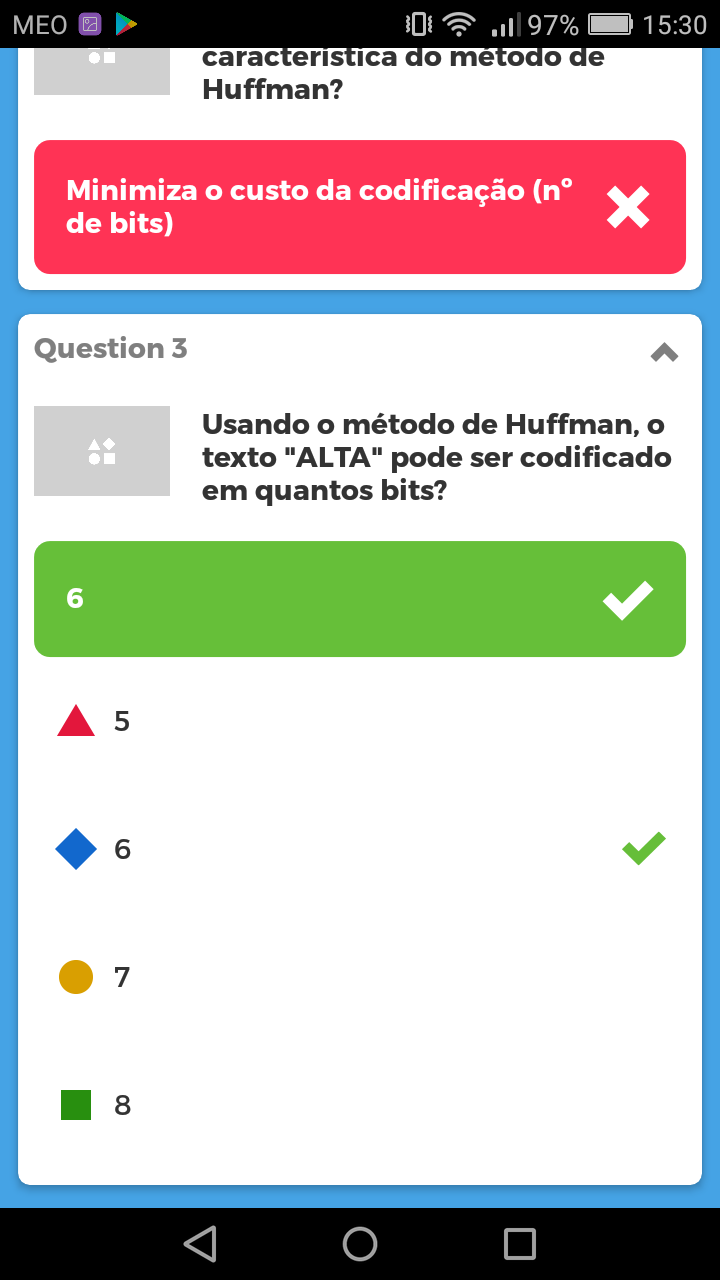 MEO 97% 15:30
característica do método de
Huffman?
Minimiza o custo da codificação (nº
de bits)
Question 3
Usando o método de Huffman, o
texto "ALTA" pode ser codificado
em quantos bits?
6
5
6
7
8